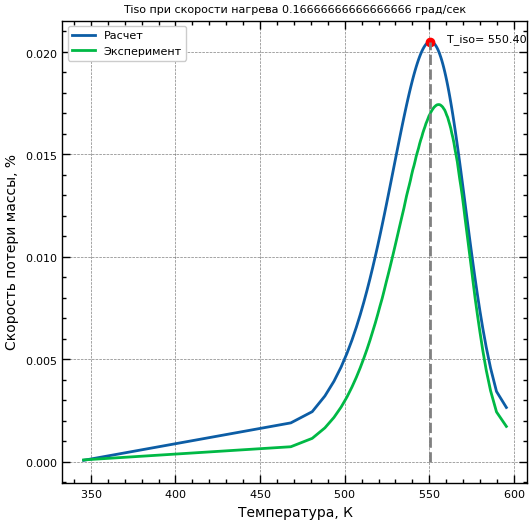 Tiso при скорости нагрева 0.16666666666666666 град/сек
Расчет
Эксперимент
T_iso= 550.40
0.020
0.015
0.010
0.005
0.000
Скорость потери массы, %
350 400 450 500 550 600
Температура, К